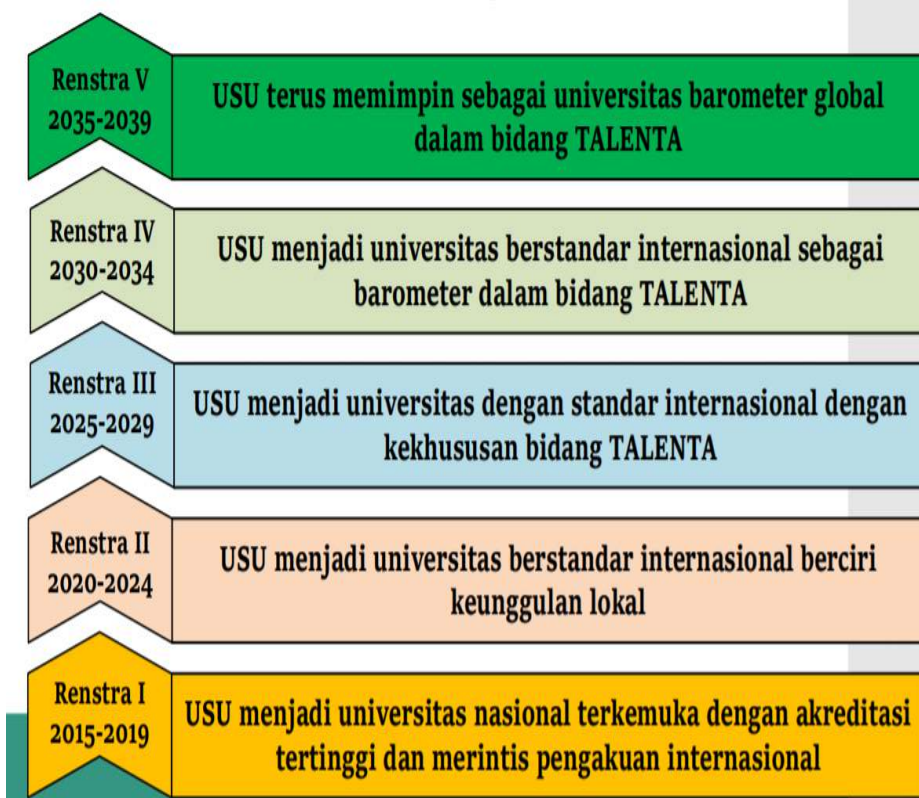 Renstra V
2035-2039
USU terus memimpin sebagai universitas barometer global
dalam bidang TALENTA
Renstra IV
2030-2034
USU menjadi universitas berstandar internasional sebagai
barometer dalam bidang TALENTA
Renstra III
2025-2029
USU menjadi universitas dengan standar internasional dengan
kekhususan bidang TALENTA
Renstra II
2020-2024
USU menjadi universitas berstandar internasional berciri
keunggulan lokal
Renstra I
2015-2019
USU menjadi universitas nasional terkemuka dengan akreditasi
tertinggi dan merintis pengakuan internasional